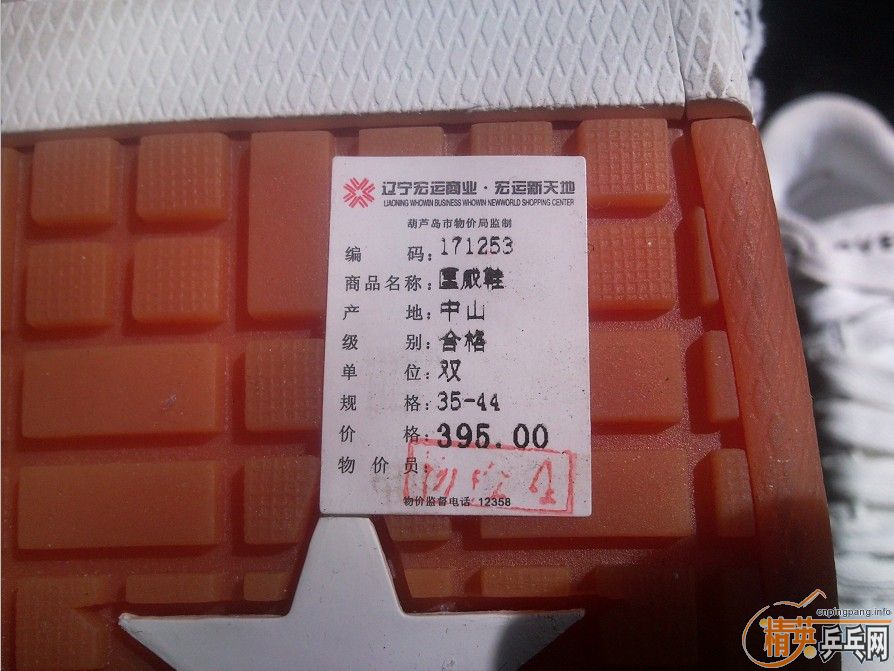 辽宁宏运商业·宏运新天地
LIAONING WHOWIN BUSINESS WHOWIN NEWWORLD SHOPPING CENTER
葫芦岛市物价局监制
编 码：171253
商品名称：匡威鞋
产 地：中山
级 别：合格
单 位：双
规 格：35-44
价 格：395.00
物 价 员：
物价监督电话 12358
cnpingpang.info
精英乒乓网